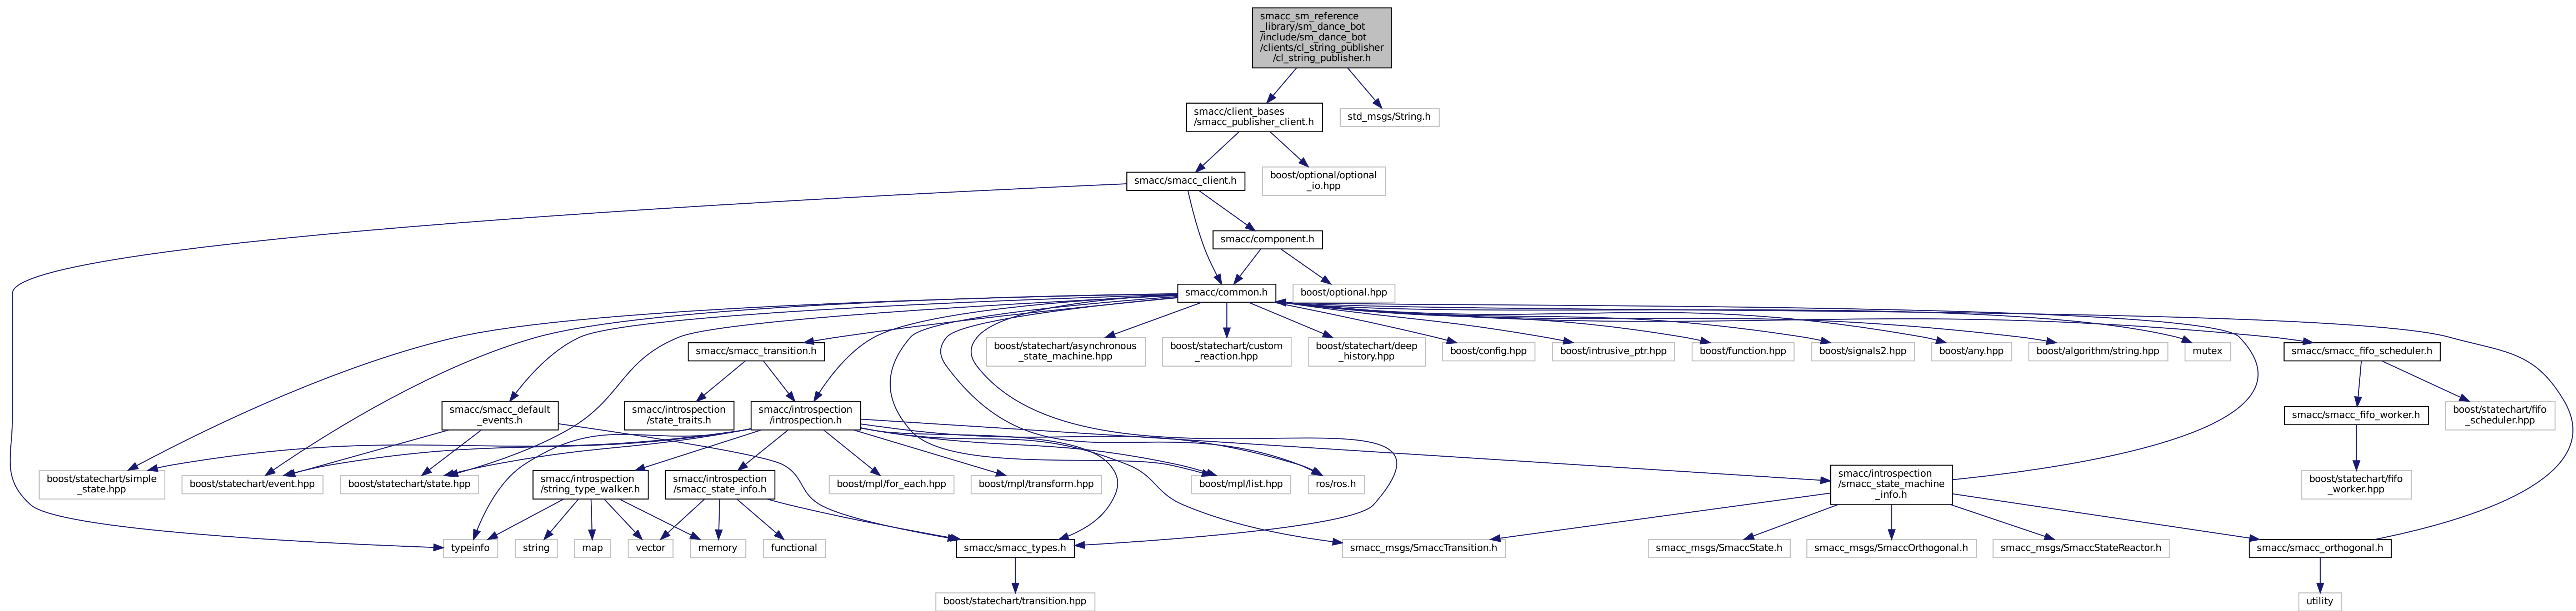 smacc_sm_reference
_library/sm_dance_bot
/include/sm_dance_bot
/clients/cl_string_publisher
/cl_string_publisher.h
smacc/client_bases
/smacc_publisher_client.h
std_msgs/String.h
smacc/smacc_client.h
boost/optional/optional
_io.hpp
smacc/component.h
smacc/common.h
boost/optional.hpp
smacc/smacc_transition.h
boost/statechart/asynchronous
_state_machine.hpp
boost/statechart/custom
_reaction.hpp
boost/statechart/deep
_history.hpp
boost/config.hpp
boost/intrusive_ptr.hpp
boost/function.hpp
boost/signals2.hpp
boost/any.hpp
boost/algorithm/string.hpp
mutex
smacc/smacc_fifo_scheduler.h
smacc/smacc_default
_events.h
smacc/introspection
/state_traits.h
smacc/introspection
/introspection.h
smacc/smacc_fifo_worker.h
boost/statechart/fifo
_scheduler.hpp
boost/statechart/simple
_state.hpp
boost/statechart/event.hpp
boost/statechart/state.hpp
smacc/introspection
/string_type_walker.h
smacc/introspection
/smacc_state_info.h
boost/mpl/for_each.hpp
boost/mpl/transform.hpp
boost/mpl/list.hpp
ros/ros.h
smacc/introspection
/smacc_state_machine
_info.h
boost/statechart/fifo
_worker.hpp
typeinfo
string
map
vector
memory
functional
smacc/smacc_types.h
smacc_msgs/SmaccTransition.h
smacc_msgs/SmaccState.h
smacc_msgs/SmaccOrthogonal.h
smacc_msgs/SmaccStateReactor.h
smacc/smacc_orthogonal.h
boost/statechart/transition.hpp
utility